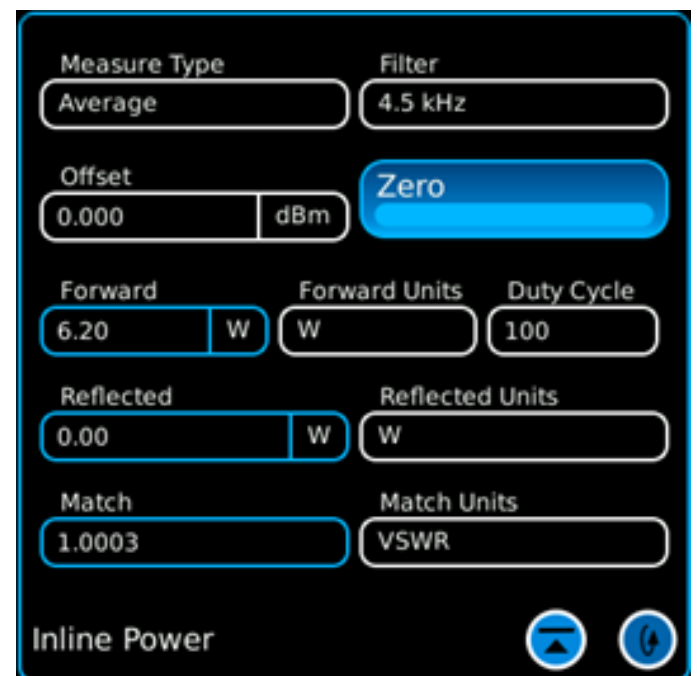 Measure Type Filter
Average 4.5 kHz
Offset Zero
0.000 dBm
Forward Forward Units Duty Cycle
6.20 W W 100
Reflected Reflected Units
0.00 W W
Match Match Units
1.0003 VSWR
Inline Power